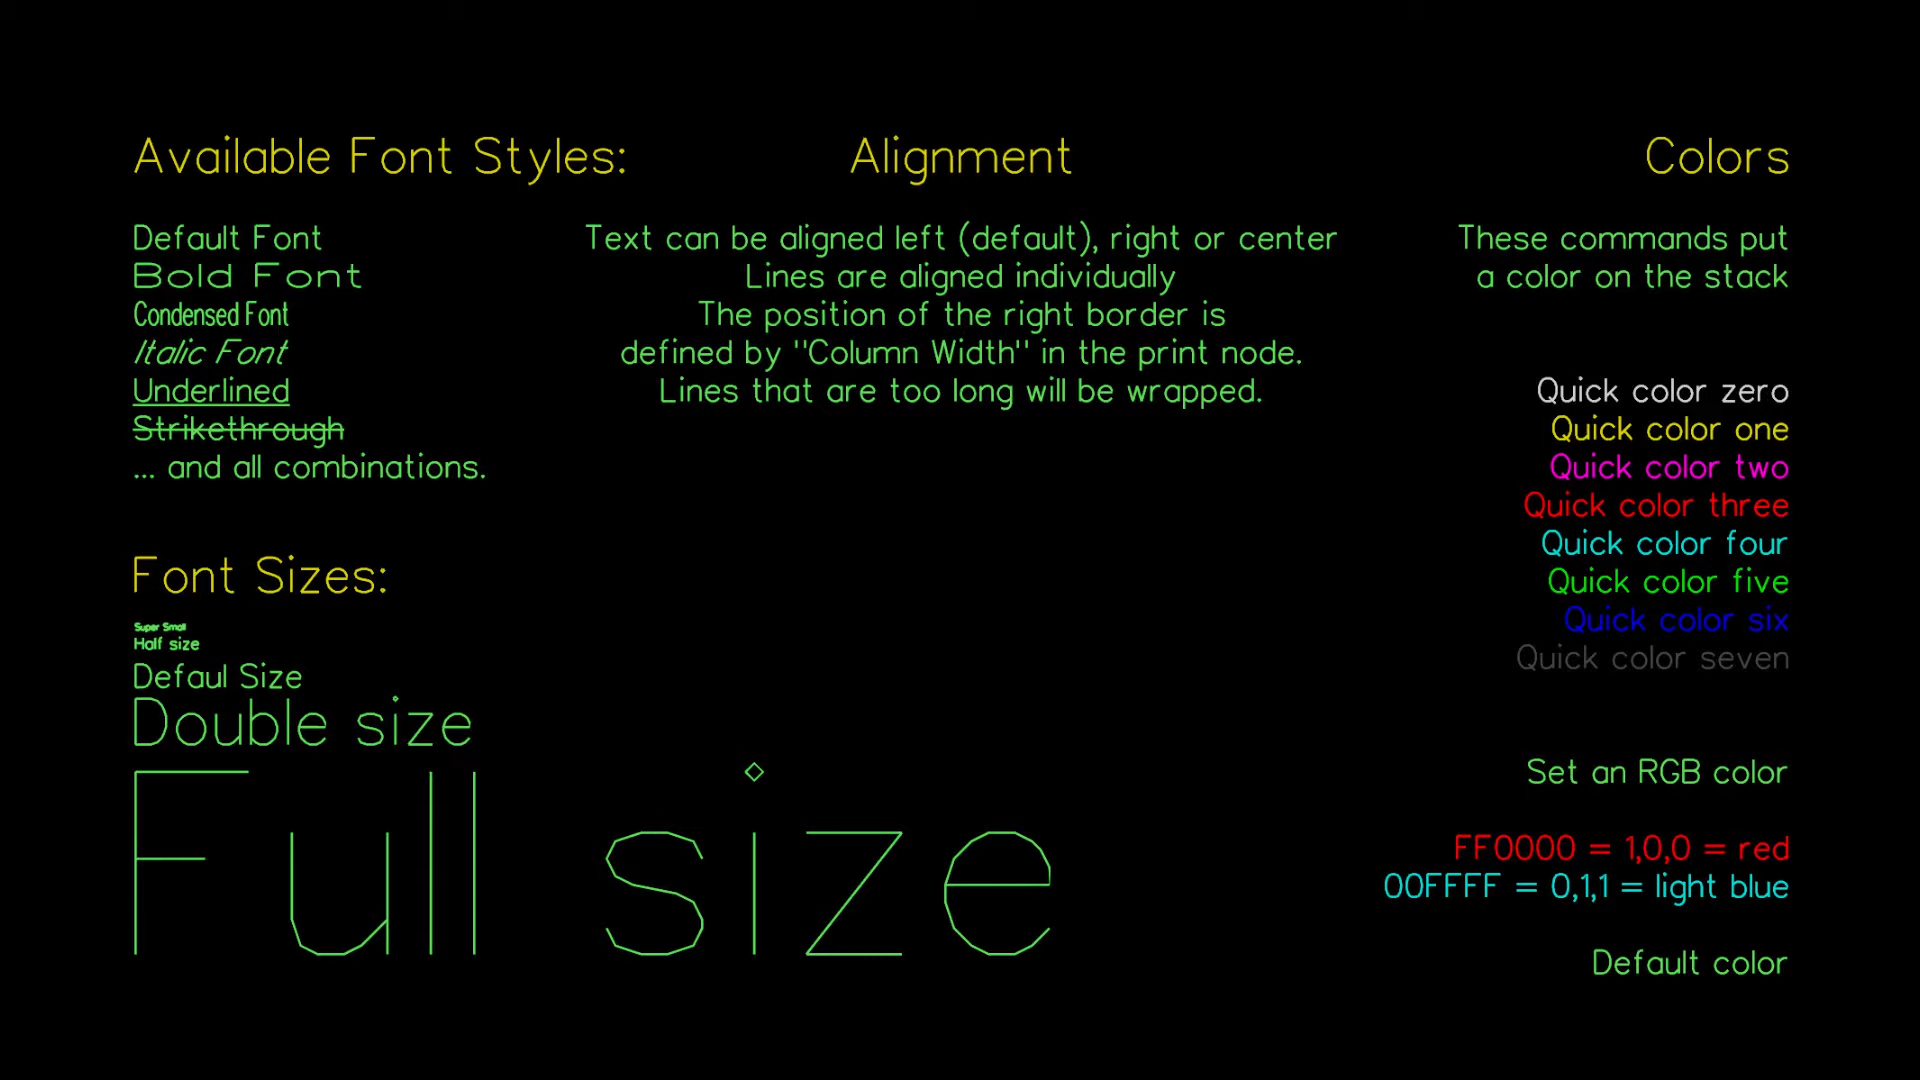 Available Font Styles:
Default Font
Bold Font
Condensed Font
Italic Font
Underlined
Strikethrough
... and all combinations.
Font Sizes:
Super Small
Half size
Defaul Size
Double size
Full size
Alignment
Text can be aligned left (default), right or center
Lines are aligned individually
The position of the right border is
defined by "Column Width" in the print node.
Lines that are too long will be wrapped.
Colors
These commands put
a color on the stack
Quick color zero
Quick color one
Quick color two
Quick color three
Quick color four
Quick color five
Quick color six
Quick color seven
Set an RGB color
FF0000 = 1,0,0 = red
00FFFF = 0,1,1 = light blue
Default color